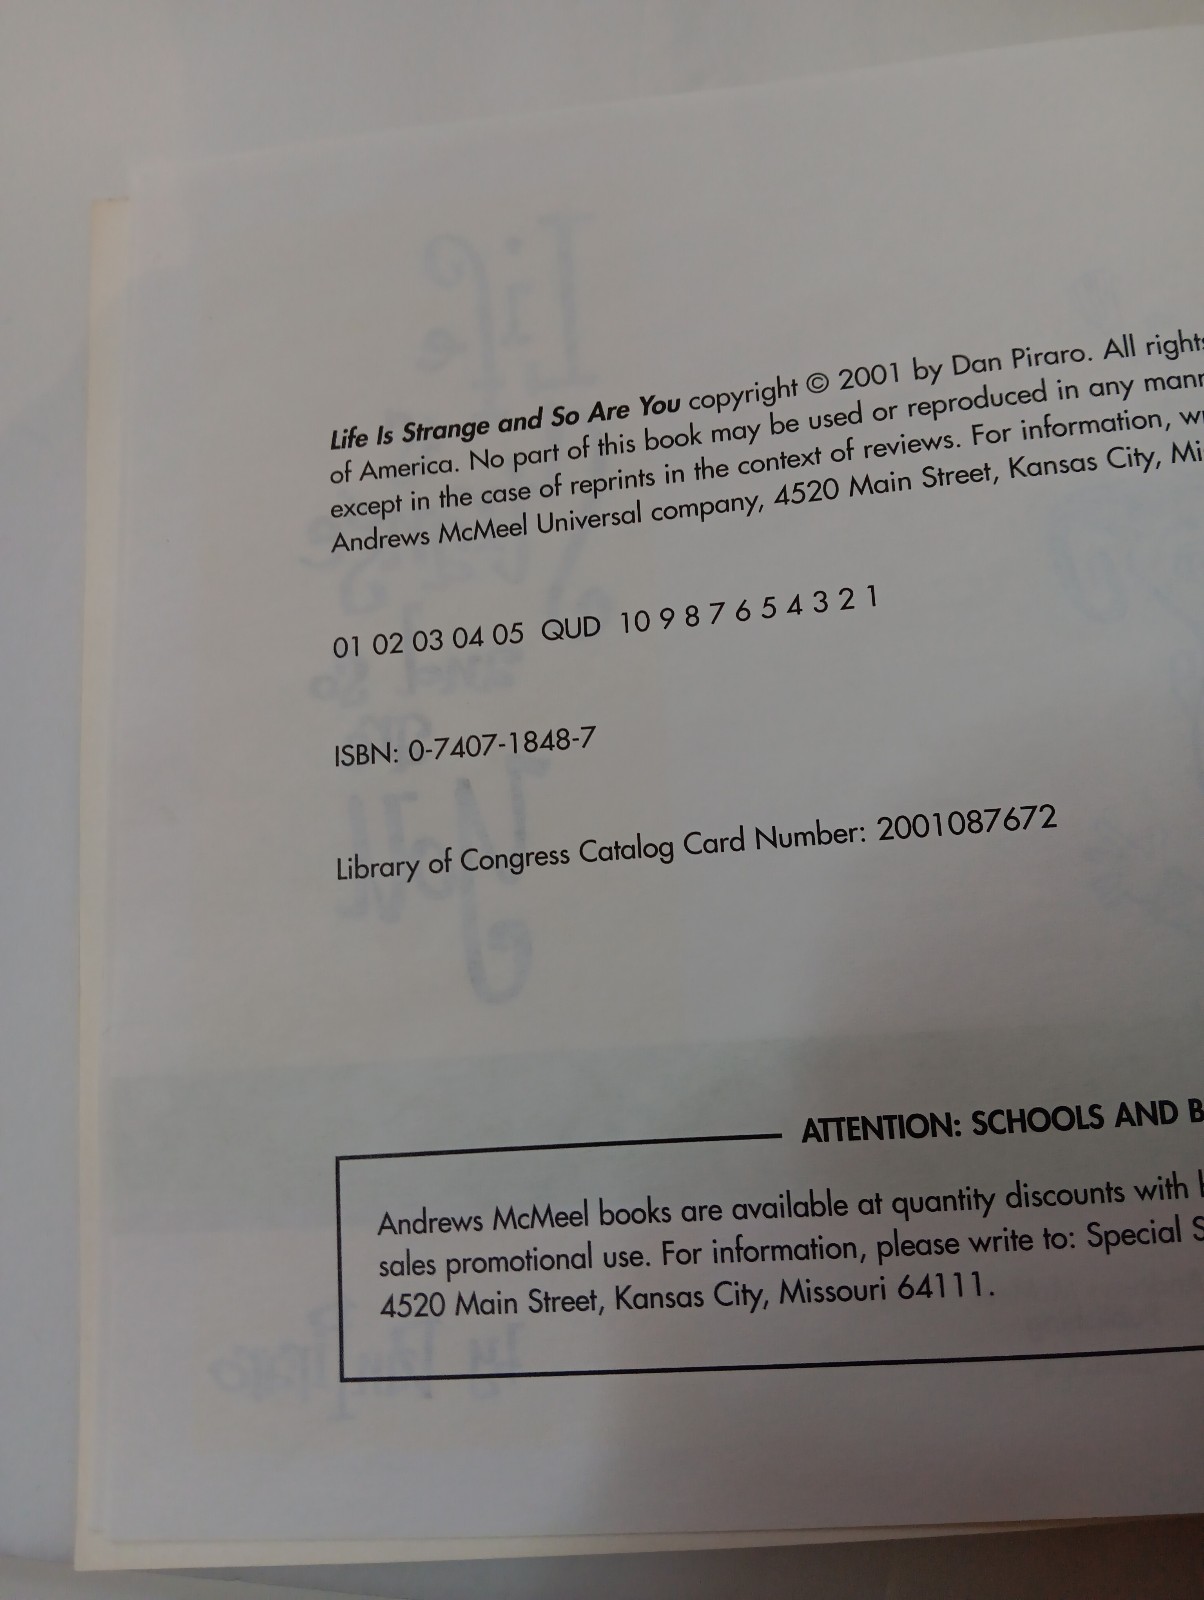 Life Is Strange and So Are You copyright © 2001 by Dan Piraro. All rights
of America. No part of this book may be used or reproduced in any mann
except in the case of reprints in the context of reviews. For information, w
Andrews McMeel Universal company, 4520 Main Street, Kansas City, Mi
01 02 03 04 05 QUD 10 9 8 7 6 5 4 3 2 1
ISBN: 0-7407-1848-7
Library of Congress Catalog Card Number: 2001087672
ATTENTION: SCHOOLS AND B
Andrews McMeel books are available at quantity discounts with
sales promotional use. For information, please write to: Special S
4520 Main Street, Kansas City, Missouri 64111.